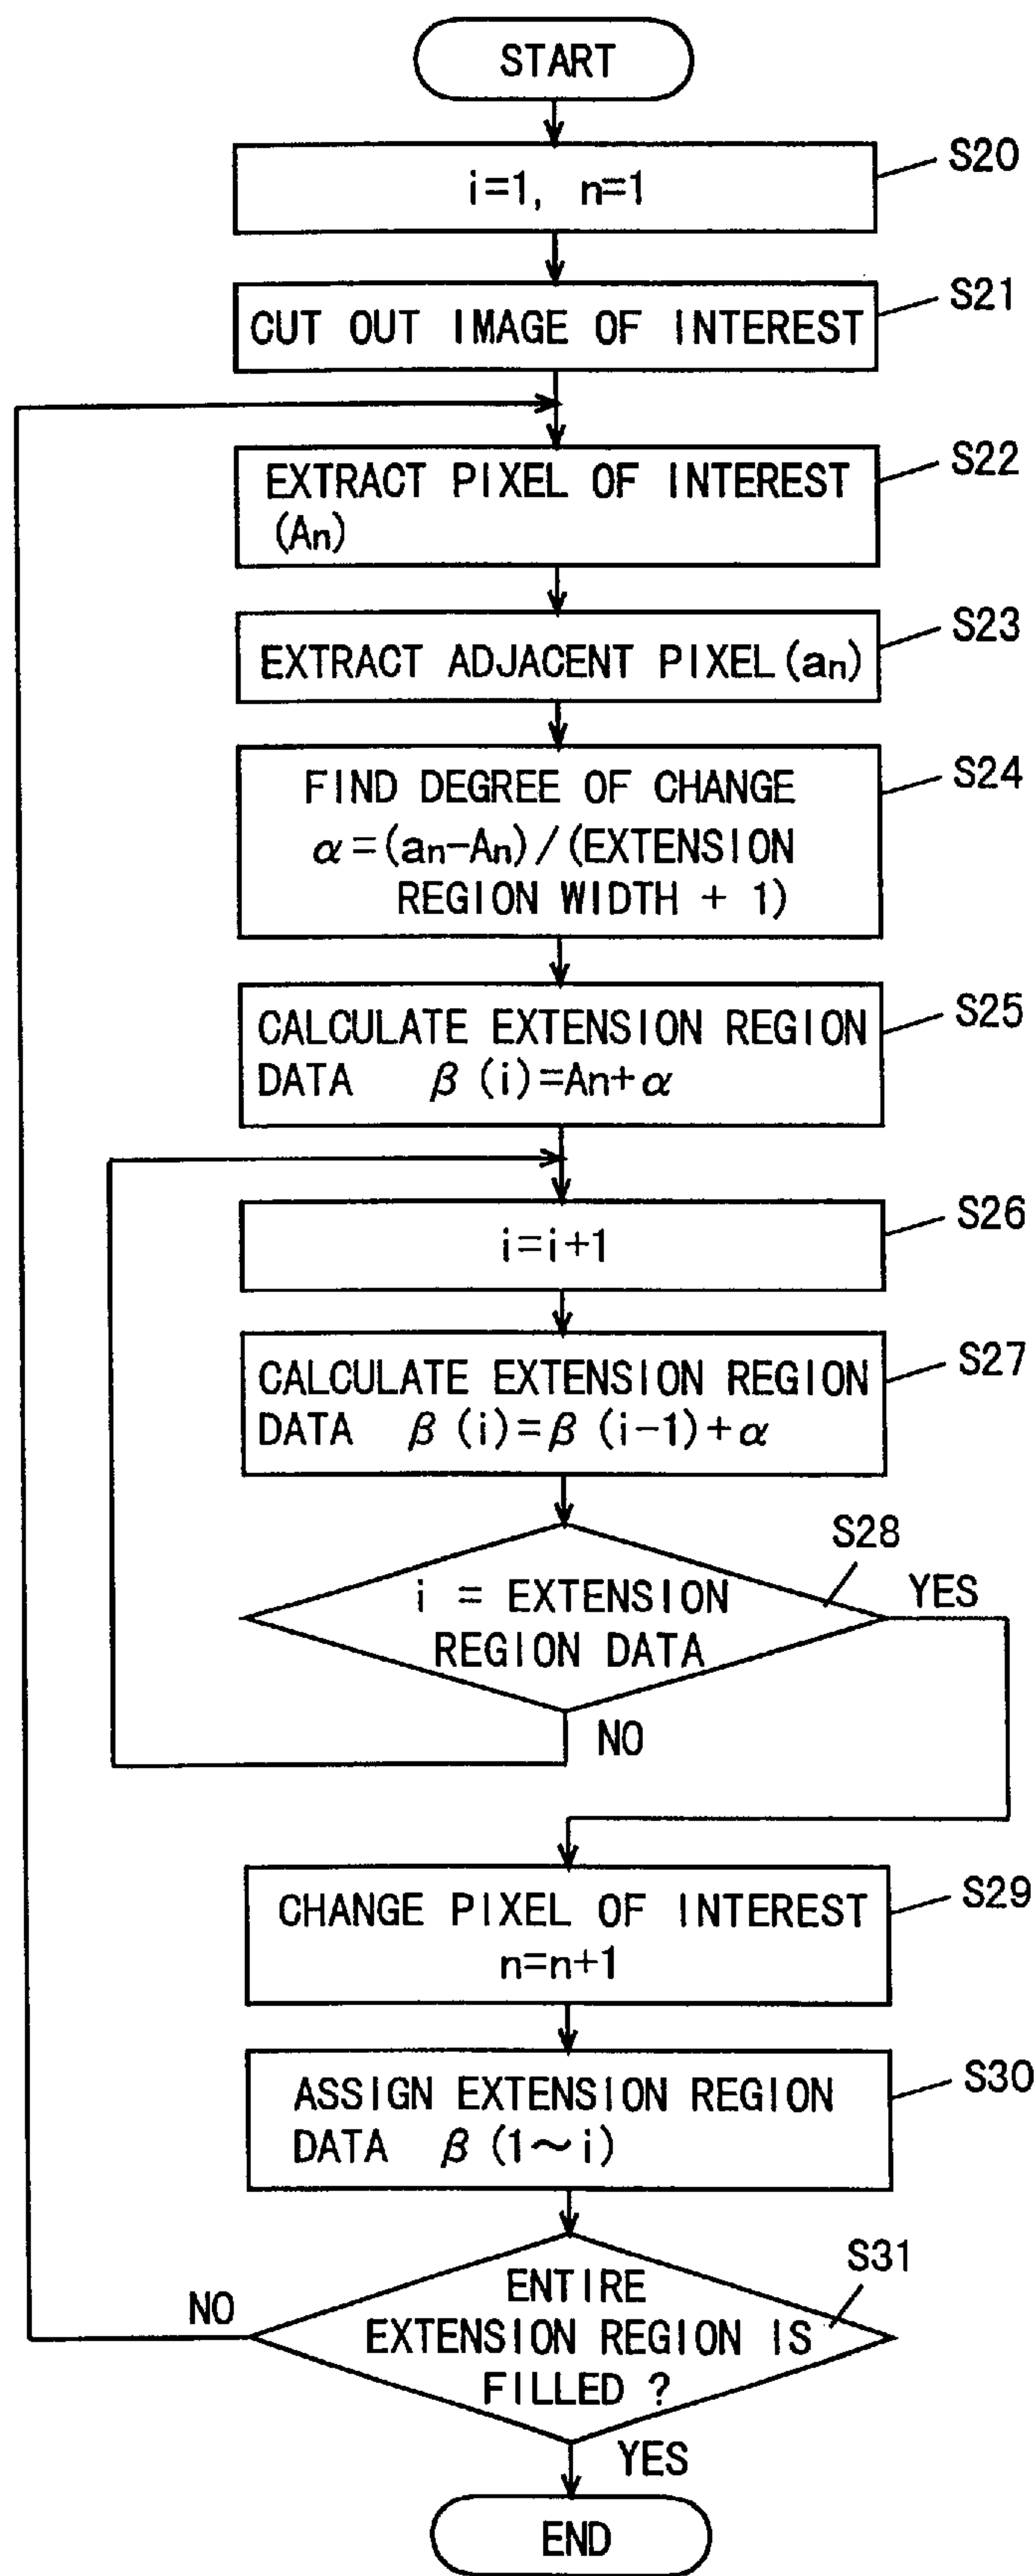 START
S20
i=1, n=1
S21
CUT OUT IMAGE OF INTEREST
S22
EXTRACT PIXEL OF INTEREST
(An)
S23
EXTRACT ADJACENT PIXEL(an)
S24
FIND DEGREE OF CHANGE
α=(an-An)/(EXTENSION
REGION WIDTH + 1)
S25
CALCULATE EXTENSION REGION
DATA β(i)=An+α
S26
i=i+1
S27
CALCULATE EXTENSION REGION
DATA β(i)=β(i-1)+α
S28
i = EXTENSION
REGION DATA
YES
NO
S29
CHANGE PIXEL OF INTEREST
n=n+1
S30
ASSIGN EXTENSION REGION
DATA β(1~i)
S31
ENTIRE
EXTENSION REGION IS
FILLED ?
NO
YES
END